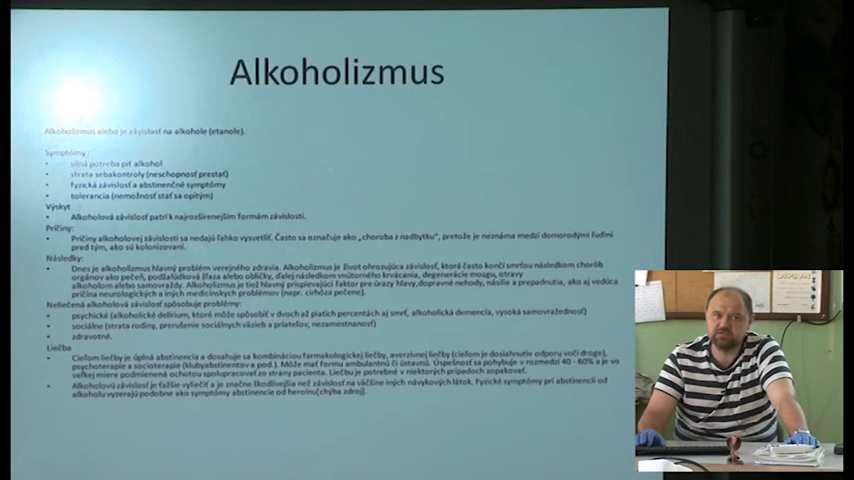 Alkoholizmus
Alkoholizmus alebo je závislosť na alkohole (etanole).
Symptómy:
• silná potreba piť alkohol
• strata sebakontroly (neschopnosť prestať)
• fyzická závislosť a abstinenčné symptómy
• tolerancia (nemožnosť stať sa opitým)
Výskyt
• Alkoholová závislosť patrí k najrozšírenejším formám závislostí.
Príčiny:
• Príčiny alkoholovej závislosti sa nedajú ľahko vysvetliť. Často sa označuje ako „choroba z nadbytku“, pretože je neznáma medzi domorodými ľuďmi
pred tým, ako sú kolonizovaní.
Následky:
• Dnes je alkoholizmus hlavný problém verejného zdravia. Alkoholizmus je život ohrozujúca závislosť, ktorá často končí smrťou následkom chorôb
orgánov ako pečeň, podžalúdková žľaza alebo obličky, ďalej následkom vnútorného krvácania, degenerácie mozgu, otravy
alkoholom alebo samovraždy. Alkoholizmus je tiež hlavný prispievajúci faktor pre úrazy hlavy,dopravné nehody, násilie a prepadnutia, ako aj vedúca
príčina neurologických a iných medicínskych problémov (napr. cirhóza pečene).
Neliečená alkoholová závislosť spôsobuje problémy:
• psychické (alkoholické delírium, ktoré môže spôsobiť v dvoch až piatich percentách aj smrť, alkoholická demencia, vysoká samovražednosť)
• sociálne (strata rodiny, prerušenie sociálnych väzieb a priateľov, nezamestnanosť)
• zdravotné.
Liečba
• Cieľom liečby je úplná abstinencia a dosahuje sa kombináciou farmakologickej liečby, averzívnej liečby (cieľom je dosiahnutie odporu voči droge),
psychoterapie a socioterapie (klubyabstinentov a pod.). Môže mať formu ambulantnú či ústavnú. Úspešnosť sa pohybuje v rozmedzí 40 - 60% a je vo
veľkej miere podmienená ochotou spolupracovať zo strany pacienta. Liečbu je potrebné v niektorých prípadoch zopakovať.
• Alkoholovú závislosť je ťažšie vyliečiť a je značne škodlivejšia než závislosť na väčšine iných návykových látok. Fyzické symptómy pri abstinencii od
alkoholu vyzerajú podobne ako symptómy abstinencie od heroínu[chýba zdroj].